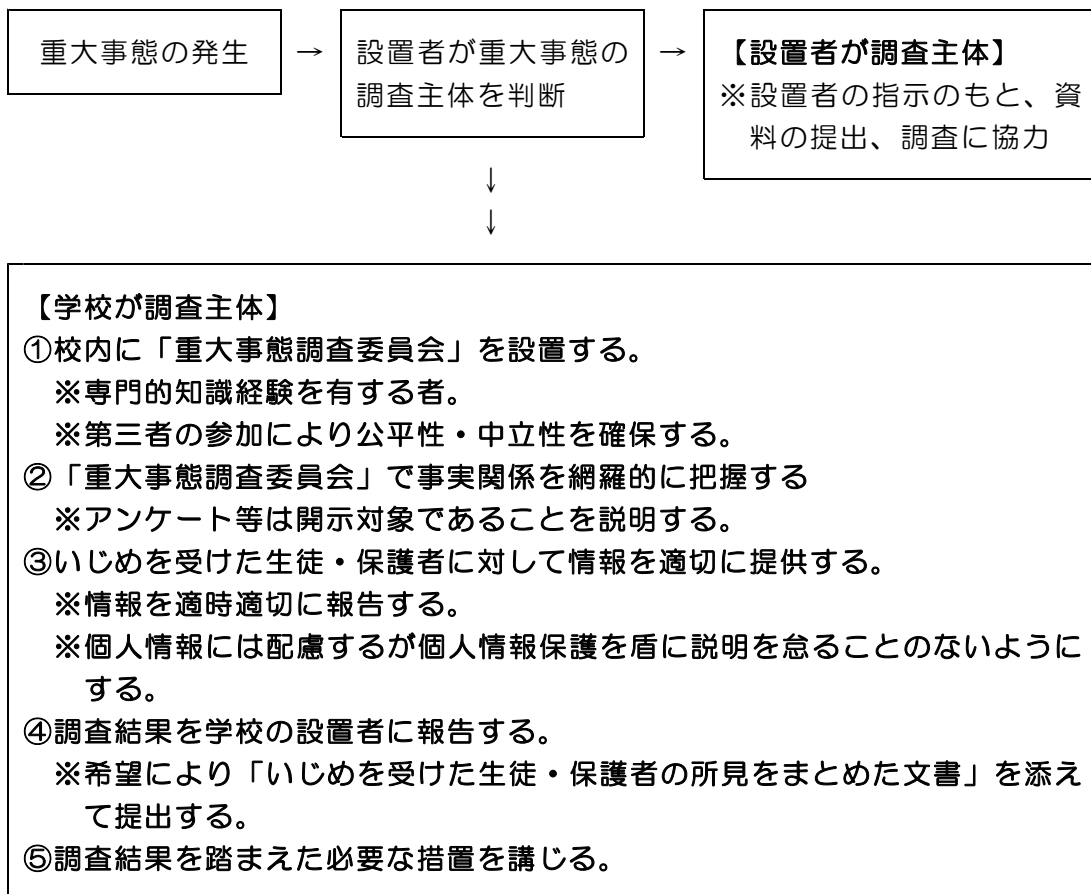 重大事態の発生
→
設置者が重大事態の
調査主体を判断
→
【設置者が調査主体】
※設置者の指示のもと、資
料の提出、調査に協力
↓
↓
【学校が調査主体】
①校内に「重大事態調査委員会」を設置する。
※専門的知識経験を有する者。
※第三者の参加により公平性・中立性を確保する。
②「重大事態調査委員会」で事実関係を網羅的に把握する
※アンケート等は開示対象であることを説明する。
③いじめを受けた生徒・保護者に対して情報を適切に提供する。
※情報を適時適切に報告する。
※個人情報には配慮するが個人情報保護を盾に説明を怠ることのないように
する。
④調査結果を学校の設置者に報告する。
※希望により「いじめを受けた生徒・保護者の所見をまとめた文書」を添え
て提出する。
⑤調査結果を踏まえた必要な措置を講じる。